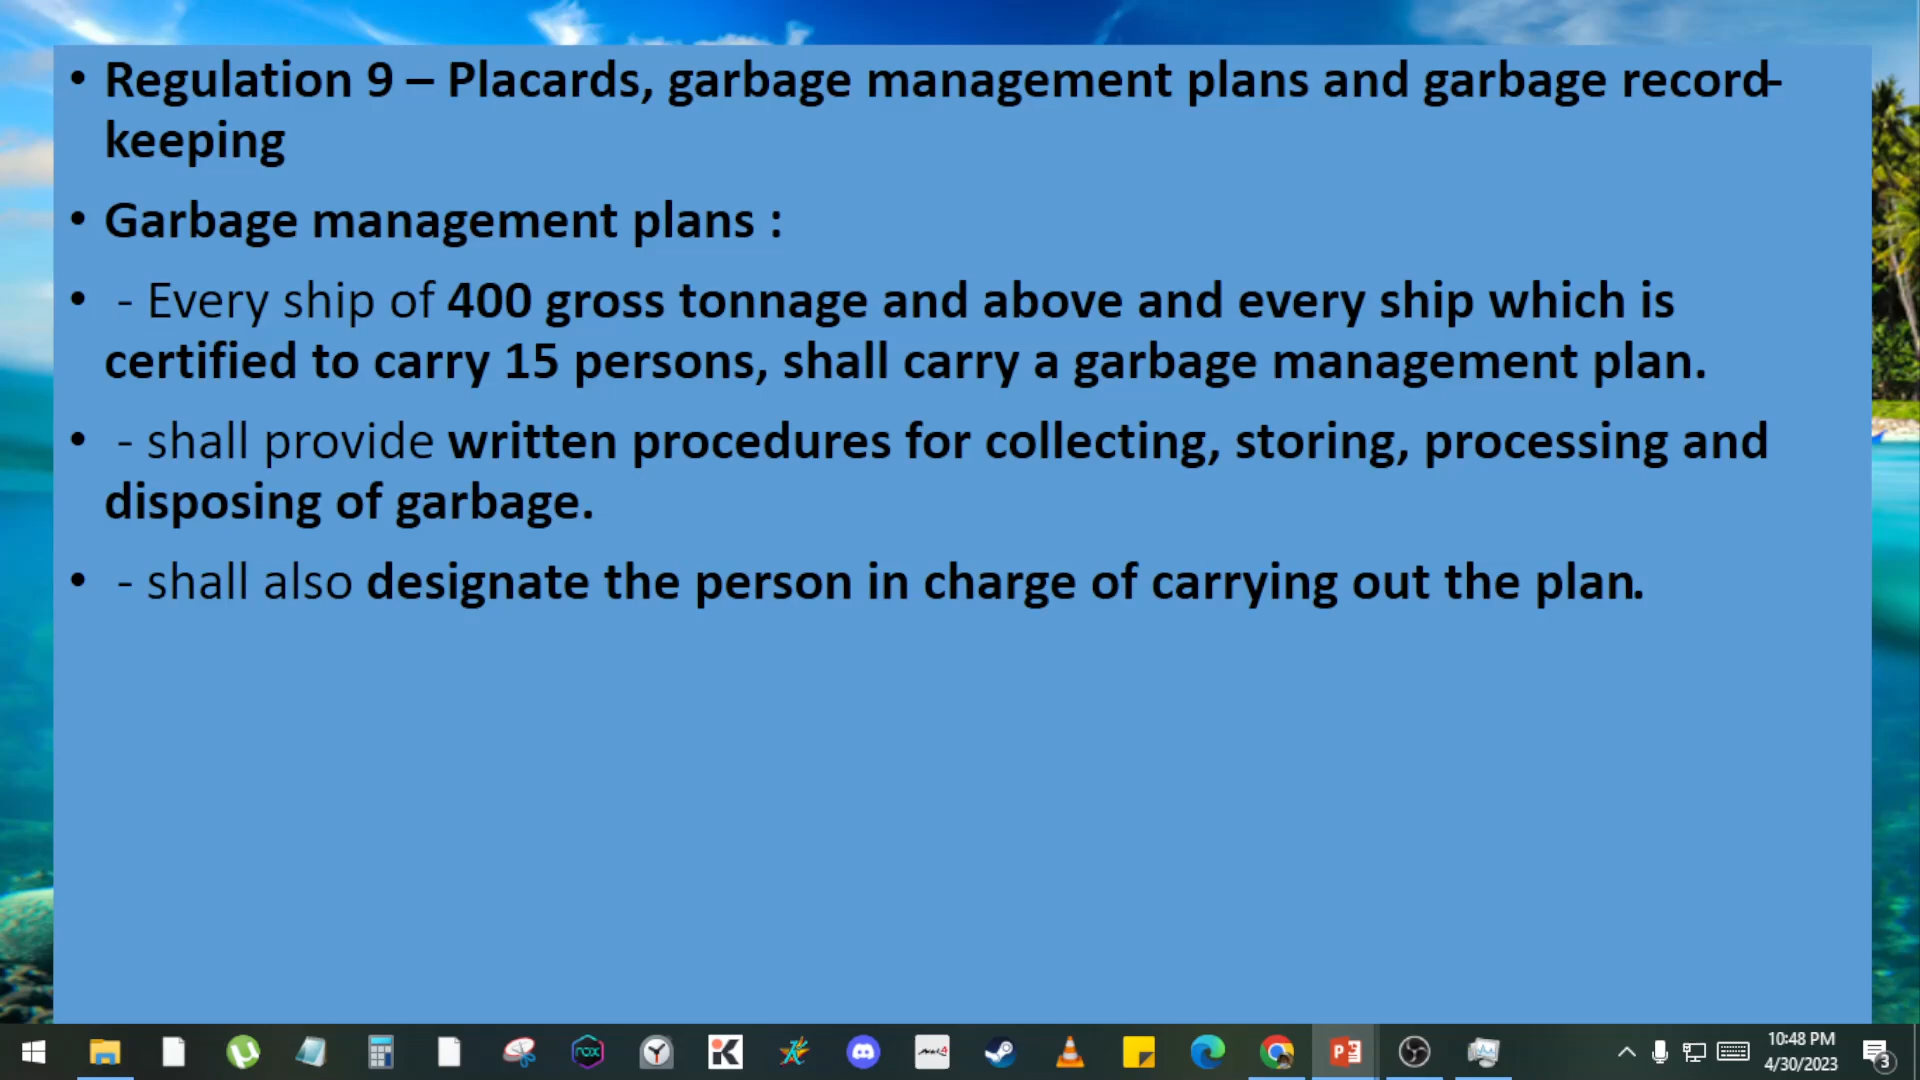 • Regulation 9 – Placards, garbage management plans and garbage record-
keeping
• Garbage management plans :
• - Every ship of 400 gross tonnage and above and every ship which is
certified to carry 15 persons, shall carry a garbage management plan.
• - shall provide written procedures for collecting, storing, processing and
disposing of garbage.
• - shall also designate the person in charge of carrying out the plan.
10:48 PM
4/30/2023
3